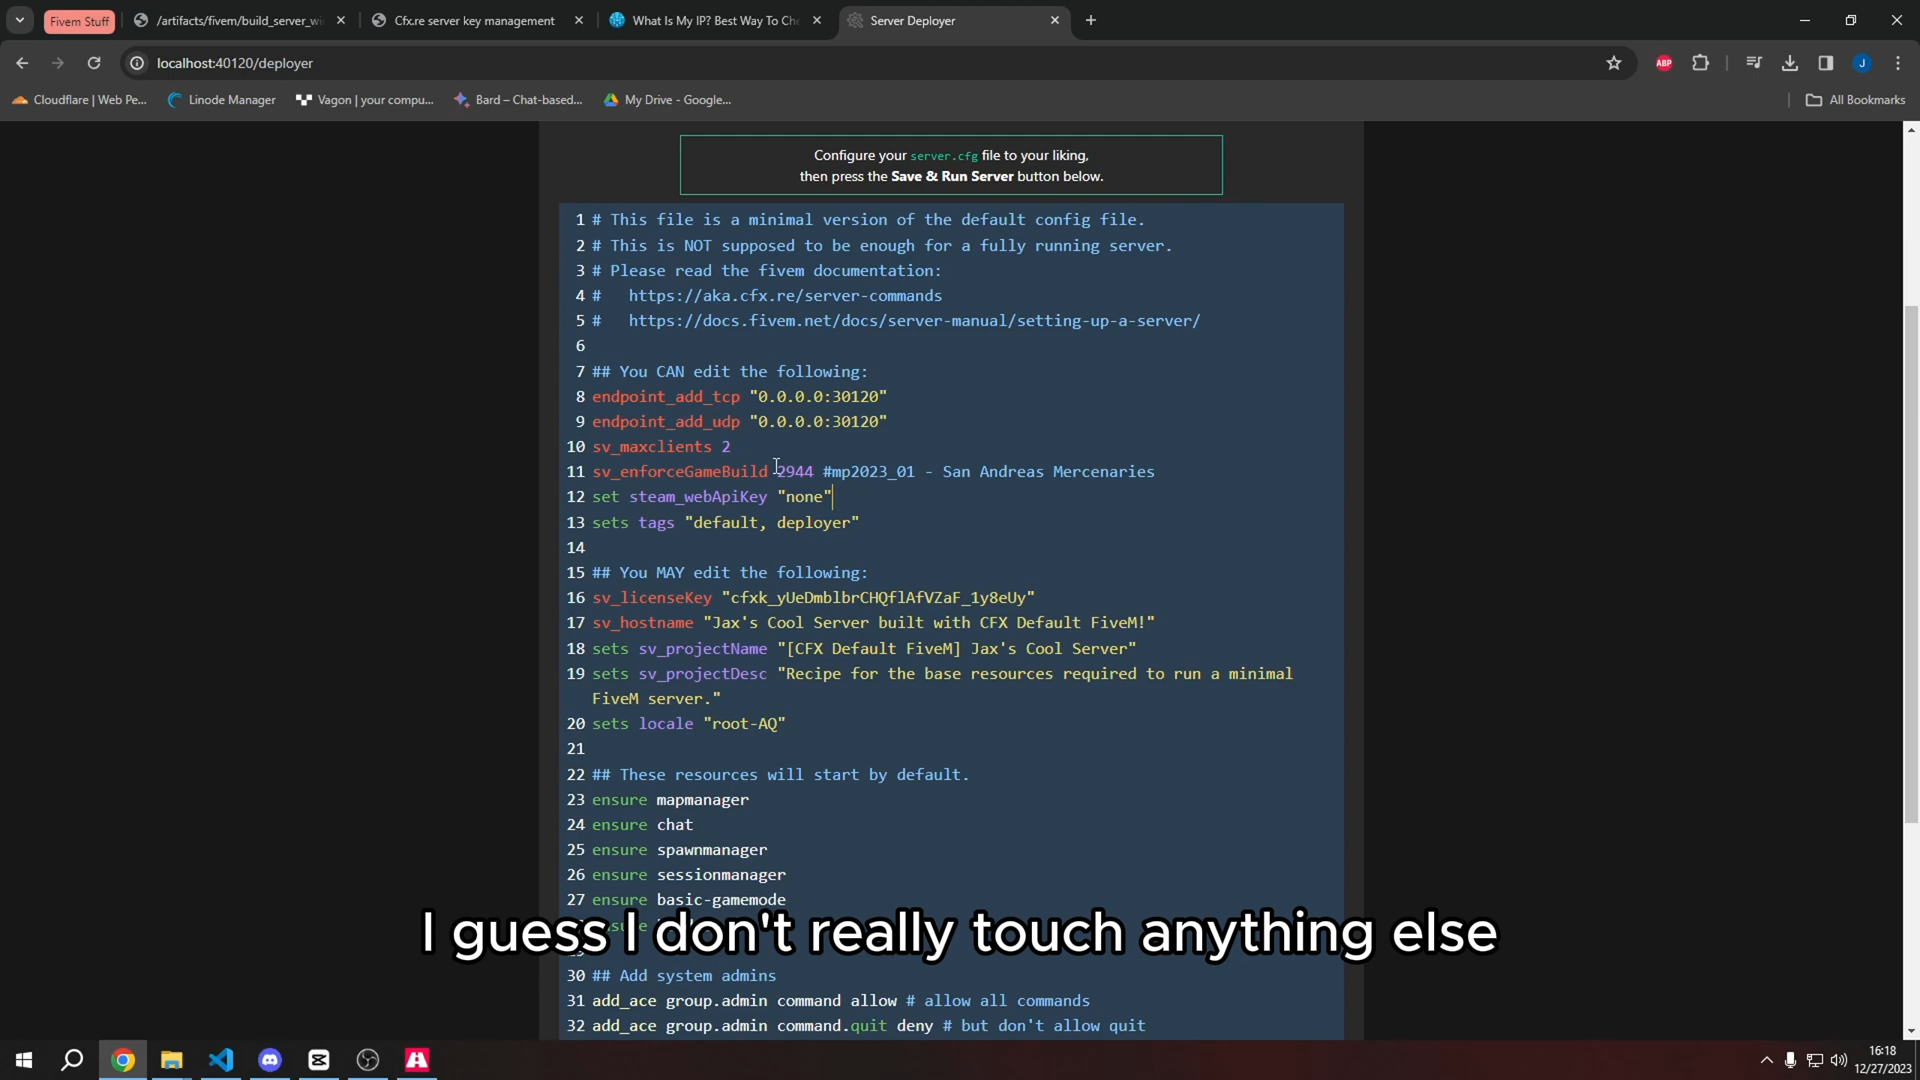 Fivem Stuff
/artifacts/fivem/build_server_wi
Cfx.re server key management
What Is My IP? Best Way To Che
Server Deployer
localhost:40120/deployer
ABP
J
Cloudflare | Web Pe...
Linode Manager
Vagon | your compu...
Bard – Chat-based...
My Drive - Google...
All Bookmarks
Configure your server.cfg file to your liking,
then press the Save & Run Server button below.
1 # This file is a minimal version of the default config file.
2 # This is NOT supposed to be enough for a fully running server.
3 # Please read the fivem documentation:
4 #   https://aka.cfx.re/server-commands
5 #   https://docs.fivem.net/docs/server-manual/setting-up-a-server/
6
7 ## You CAN edit the following:
8 endpoint_add_tcp "0.0.0.0:30120"
9 endpoint_add_udp "0.0.0.0:30120"
10 sv_maxclients 2
11 sv_enforceGameBuild 2944 #mp2023_01 - San Andreas Mercenaries
12 set steam_webApiKey "none"
13 sets tags "default, deployer"
14
15 ## You MAY edit the following:
16 sv_licenseKey "cfxk_yUeDmblbrCHQflAfVZaF_1y8eUy"
17 sv_hostname "Jax's Cool Server built with CFX Default FiveM!"
18 sets sv_projectName "[CFX Default FiveM] Jax's Cool Server"
19 sets sv_projectDesc "Recipe for the base resources required to run a minimal
FiveM server."
20 sets locale "root-AQ"
21
22 ## These resources will start by default.
23 ensure mapmanager
24 ensure chat
25 ensure spawnmanager
26 ensure sessionmanager
27 ensure basic-gamemode
I guess I don't really touch anything else
30 ## Add system admins
31 add_ace group.admin command allow # allow all commands
32 add_ace group.admin command.quit deny # but don't allow quit
16:18
12/27/2023